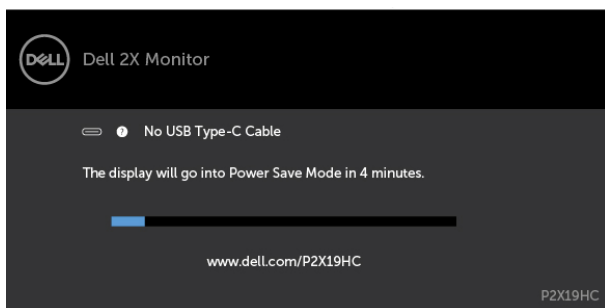 DELL
Dell 2X Monitor
? No USB Type-C Cable
The display will go into Power Save Mode in 4 minutes.
www.dell.com/P2X19HC
P2X19HC